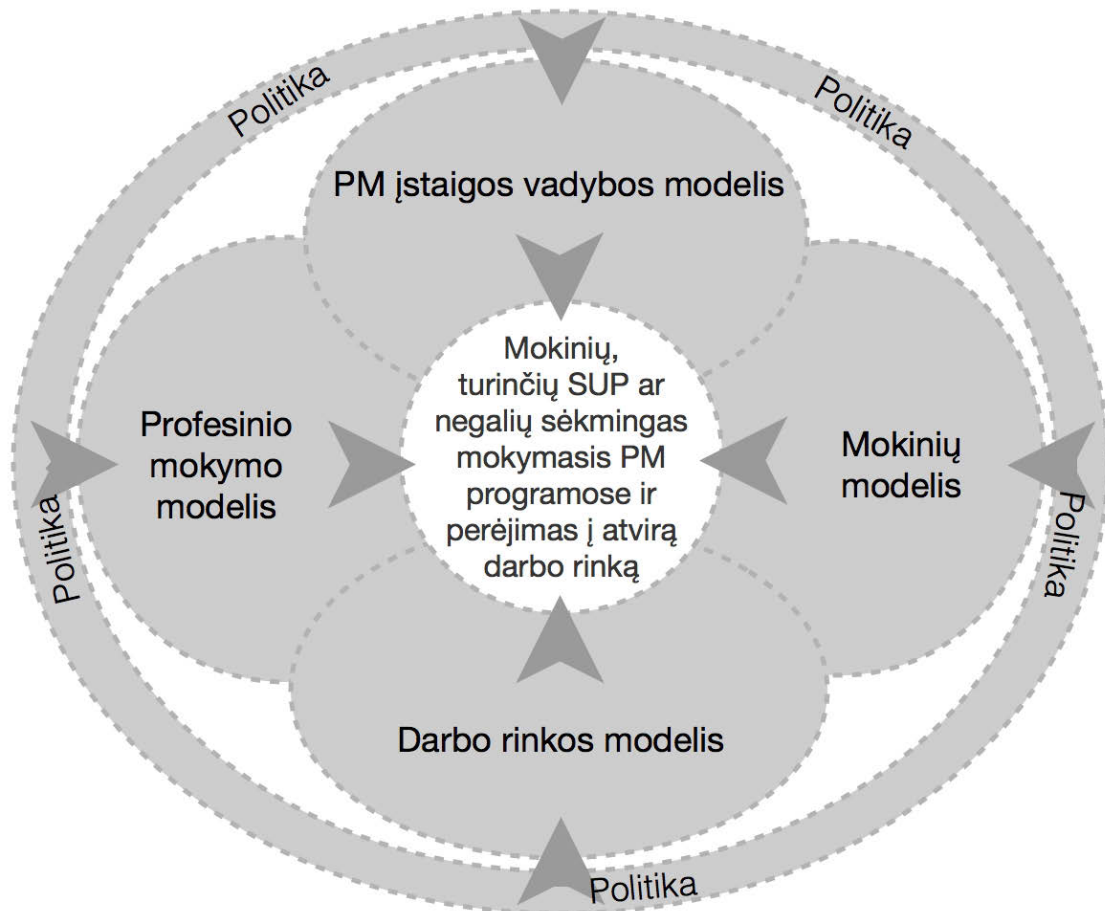 Politika
Politika
PM įstaigos vadybos modelis
Mokinių,
turinčių SUP ar
negalių sėkmingas
mokymasis PM
programose ir
perėjimas į atvirą
darbo rinką
Profesinio
mokymo
modelis
Mokinių
modelis
Politika
Politika
Darbo rinkos modelis
Politika